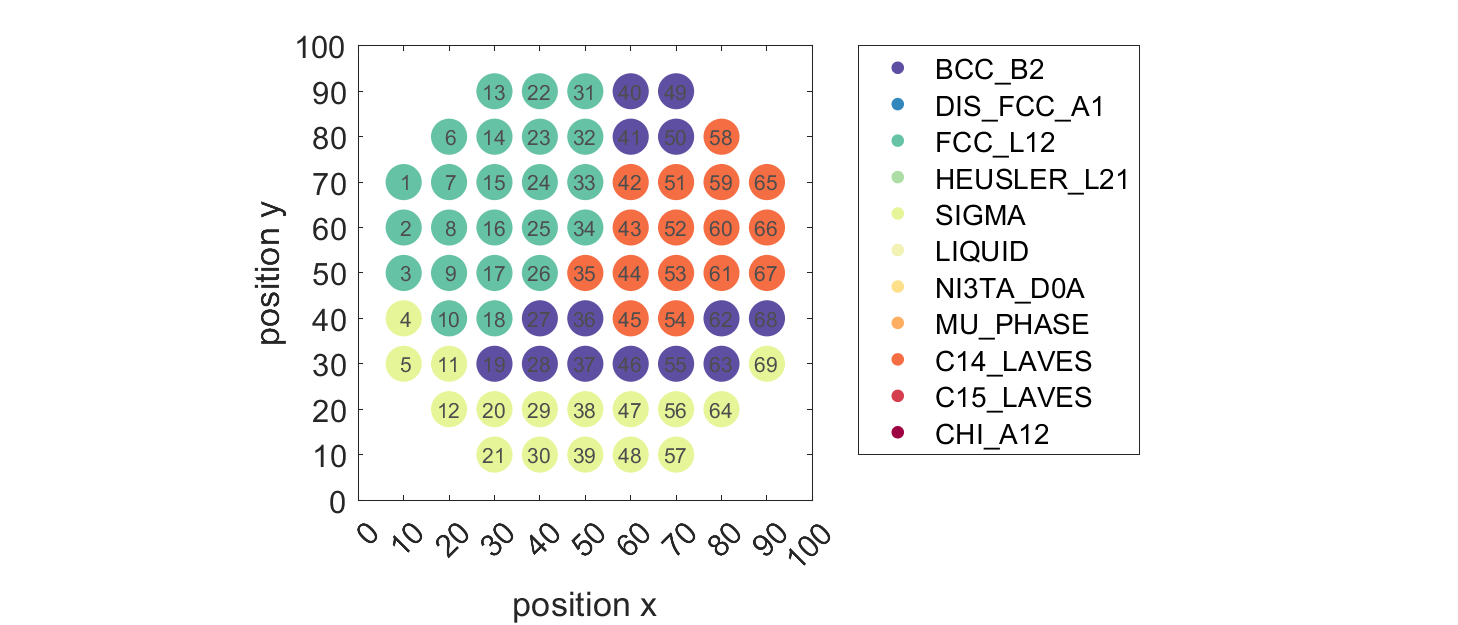 100
90
80
70
60
50
40
30
20
10
0
position y
13 22 31 40 49
6 14 23 32 41 50 58
1 7 15 24 33 42 51 59 65
2 8 16 25 34 43 52 60 66
3 9 17 26 35 44 53 61 67
4 10 18 27 36 45 54 62 68
5 11 19 28 37 46 55 63 69
12 20 29 38 47 56 64
21 30 39 48 57
0 10 20 30 40 50 60 70 80 90 100
position x
BCC_B2
DIS_FCC_A1
FCC_L12
HEUSLER_L21
SIGMA
LIQUID
NI3TA_D0A
MU_PHASE
C14_LAVES
C15_LAVES
CHI_A12